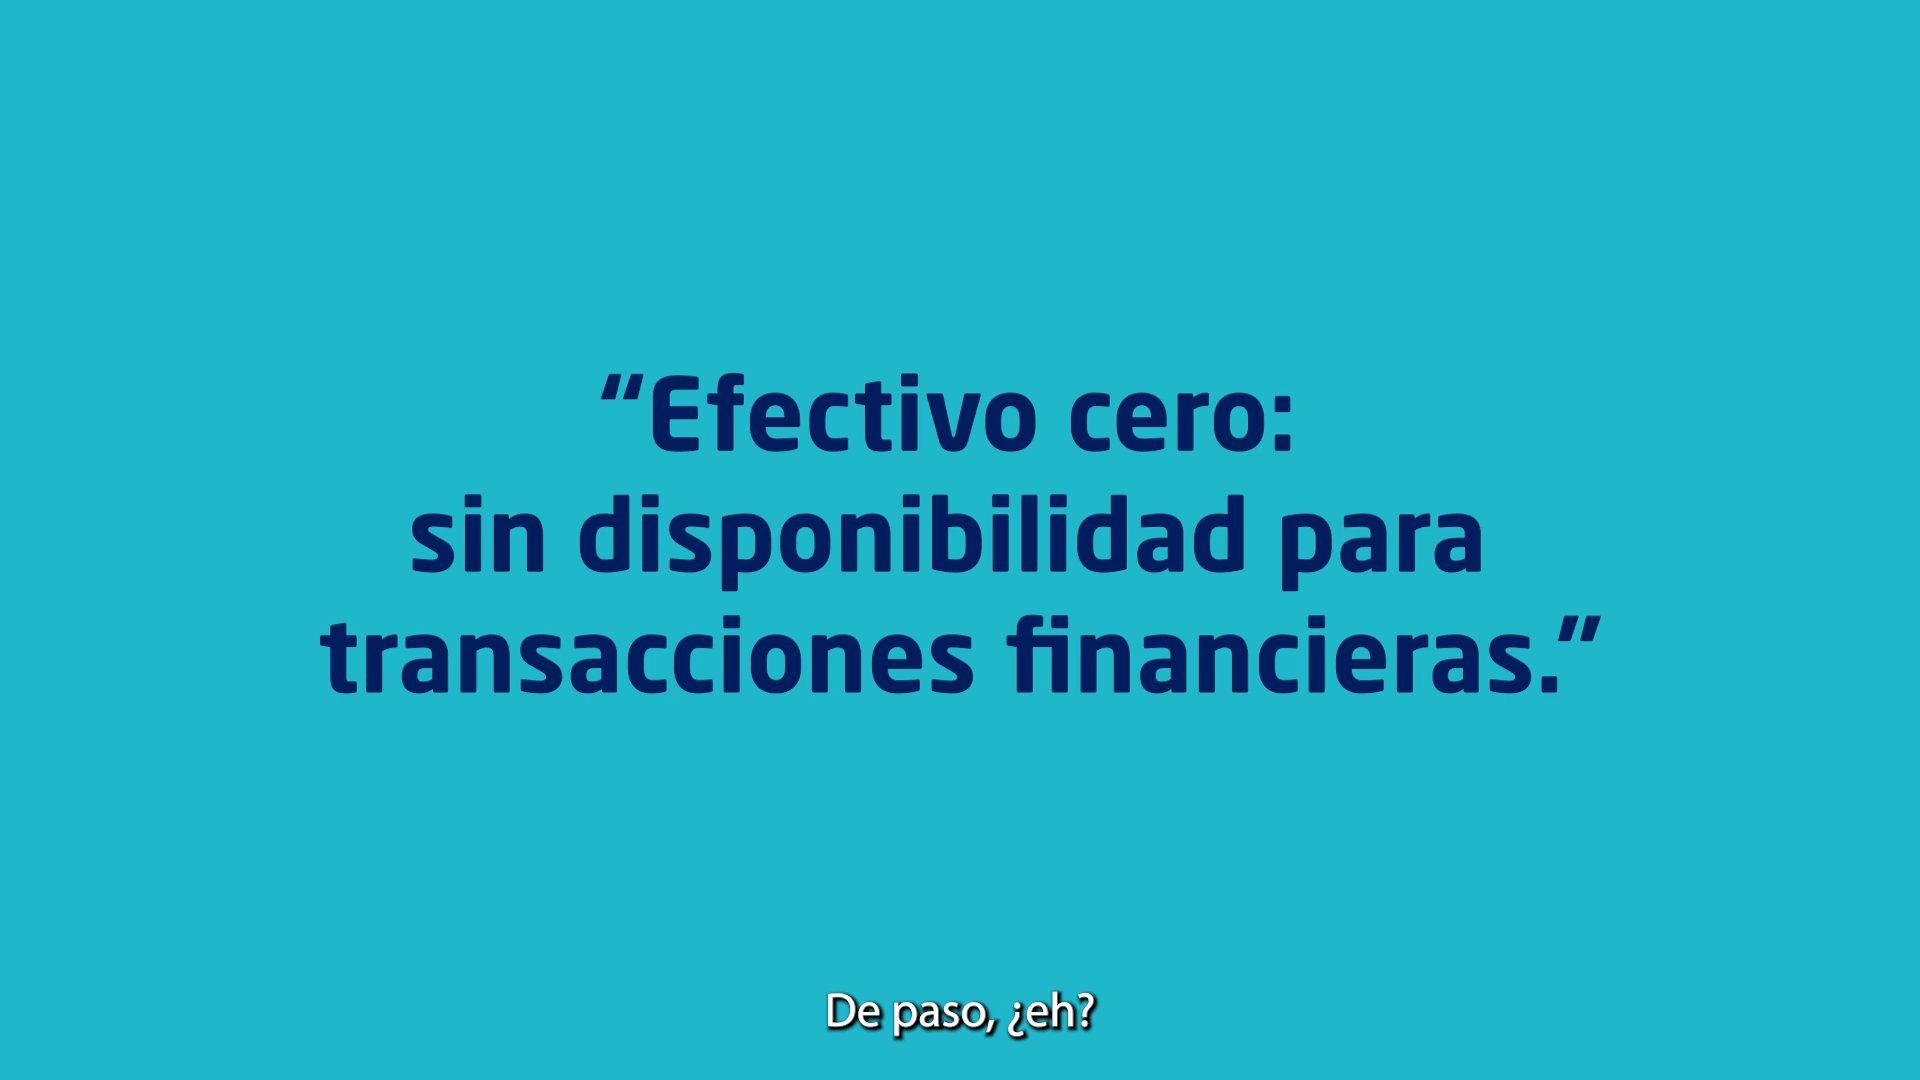 “Efectivo cero:
sin disponibilidad para
transacciones financieras.”
De paso, ¿eh?